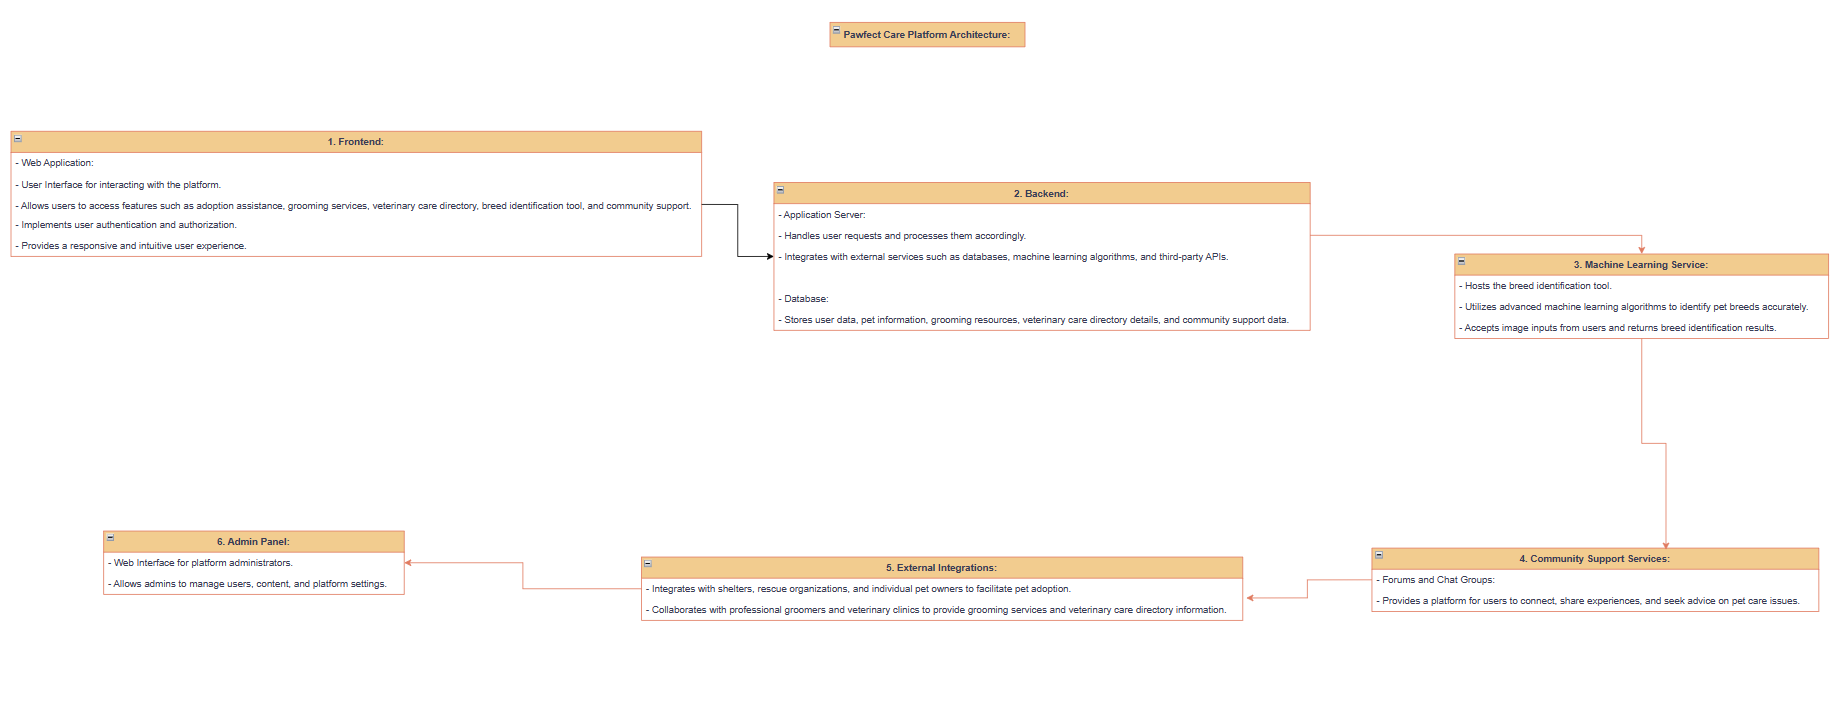 Pawfect Care Platform Architecture:
1. Frontend:
- Web Application:
- User Interface for interacting with the platform.
- Allows users to access features such as adoption assistance, grooming services, veterinary care directory, breed identification tool, and community support.
- Implements user authentication and authorization.
- Provides a responsive and intuitive user experience.
2. Backend:
- Application Server:
- Handles user requests and processes them accordingly.
- Integrates with external services such as databases, machine learning algorithms, and third-party APIs.
- Database:
- Stores user data, pet information, grooming resources, veterinary care directory details, and community support data.
3. Machine Learning Service:
- Hosts the breed identification tool.
- Utilizes advanced machine learning algorithms to identify pet breeds accurately.
- Accepts image inputs from users and returns breed identification results.
4. Community Support Services:
- Forums and Chat Groups:
- Provides a platform for users to connect, share experiences, and seek advice on pet care issues.
5. External Integrations:
- Integrates with shelters, rescue organizations, and individual pet owners to facilitate pet adoption.
- Collaborates with professional groomers and veterinary clinics to provide grooming services and veterinary care directory information.
6. Admin Panel:
- Web Interface for platform administrators.
- Allows admins to manage users, content, and platform settings.